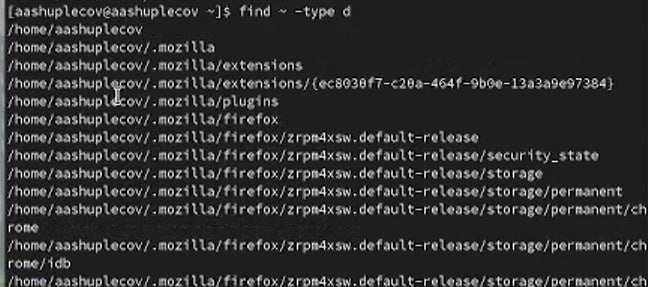 [aashuplecov@aashuplecov ~]$ find ~ -type d
/home/aashuplecov
/home/aashuplecov/.mozilla
/home/aashuplecov/.mozilla/extensions
/home/aashuplecov/.mozilla/extensions/{ec8030f7-c20a-464f-9b0e-13a3a9e97384}
/home/aashuplecov/.mozilla/plugins
/home/aashuplecov/.mozilla/firefox
/home/aashuplecov/.mozilla/firefox/zrpm4xsw.default-release
/home/aashuplecov/.mozilla/firefox/zrpm4xsw.default-release/security_state
/home/aashuplecov/.mozilla/firefox/zrpm4xsw.default-release/storage
/home/aashuplecov/.mozilla/firefox/zrpm4xsw.default-release/storage/permanent
/home/aashuplecov/.mozilla/firefox/zrpm4xsw.default-release/storage/permanent/ch
rome
/home/aashuplecov/.mozilla/firefox/zrpm4xsw.default-release/storage/permanent/ch
rome/idb
/home/aashuplecov/.mozilla/firefox/zrpm4xsw.default-release/storage/permanent/ch